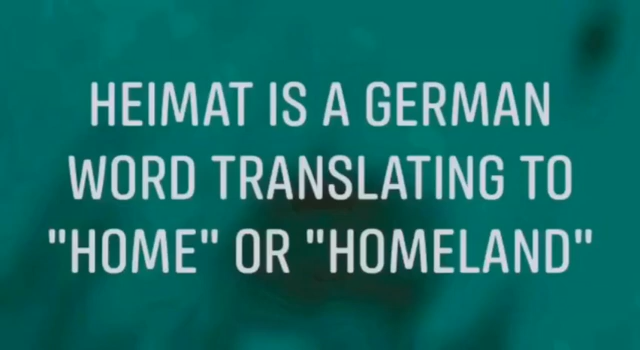 HEIMAT IS A GERMAN
WORD TRANSLATING TO
"HOME" OR "HOMELAND"